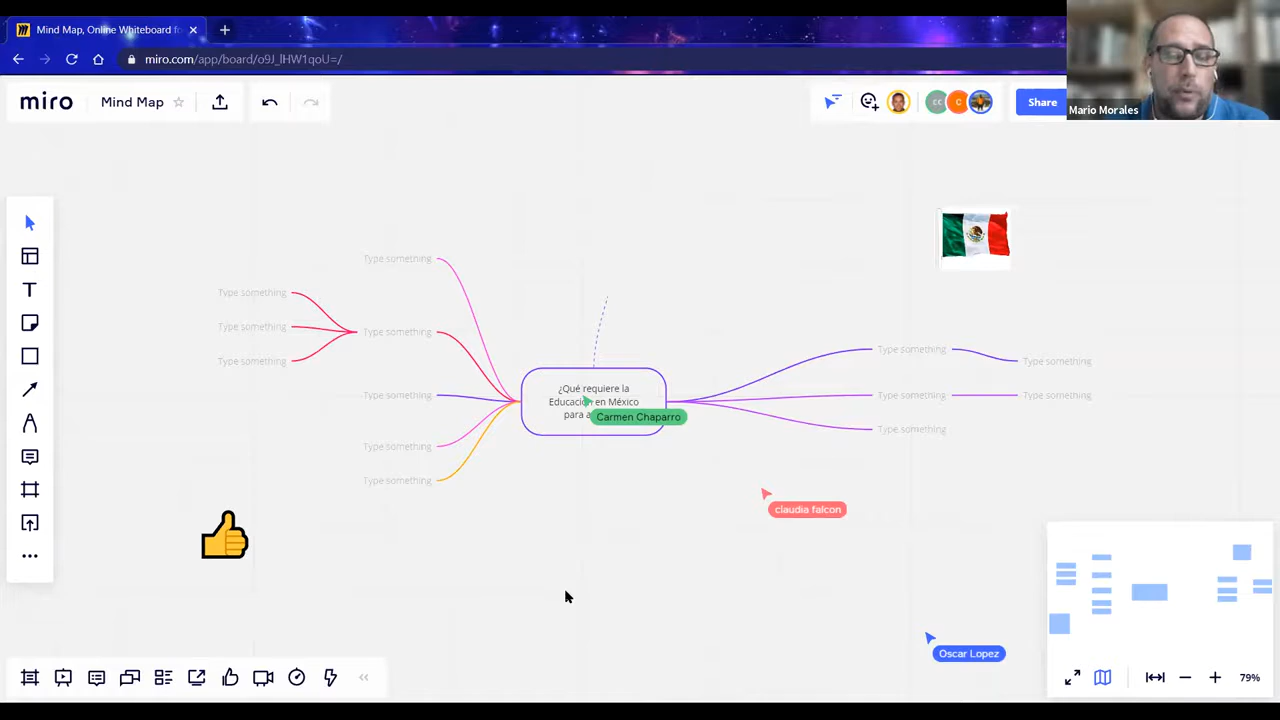 Mind Map, Online Whiteboard fo
miro.com/app/board/o9J_lHW1qoU=/
miro
Mind Map
CC
C
Share
Mario Morales
Type something
Type something
Type something
Type something
Type something
Type something
Type something
Type something
¿Qué requiere la
Educación en México
para a
Carmen Chaparro
Type something
Type something
Type something
Type something
Type something
claudia falcon
Oscar Lopez
79%